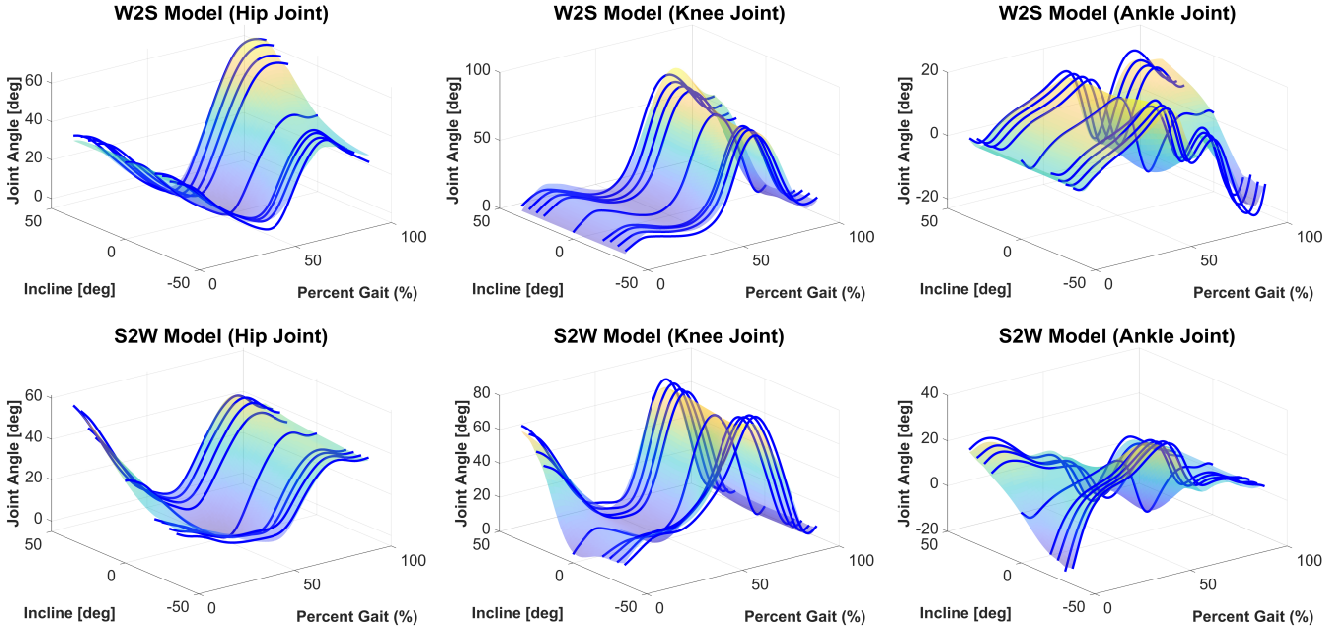 W2S Model (Hip Joint)
W2S Model (Knee Joint)
W2S Model (Ankle Joint)
Joint Angle [deg]
60
40
20
0
50
0
-50
0
50
100
Incline [deg]
Percent Gait (%)
Joint Angle [deg]
100
50
0
50
0
-50
0
50
100
Incline [deg]
Percent Gait (%)
Joint Angle [deg]
20
0
-20
50
0
-50
0
50
100
Incline [deg]
Percent Gait (%)
S2W Model (Hip Joint)
S2W Model (Knee Joint)
S2W Model (Ankle Joint)
Joint Angle [deg]
60
40
20
0
50
0
-50
0
50
100
Incline [deg]
Percent Gait (%)
Joint Angle [deg]
80
60
40
20
0
50
0
-50
0
50
100
Incline [deg]
Percent Gait (%)
Joint Angle [deg]
40
20
0
-20
50
0
-50
0
50
100
Incline [deg]
Percent Gait (%)